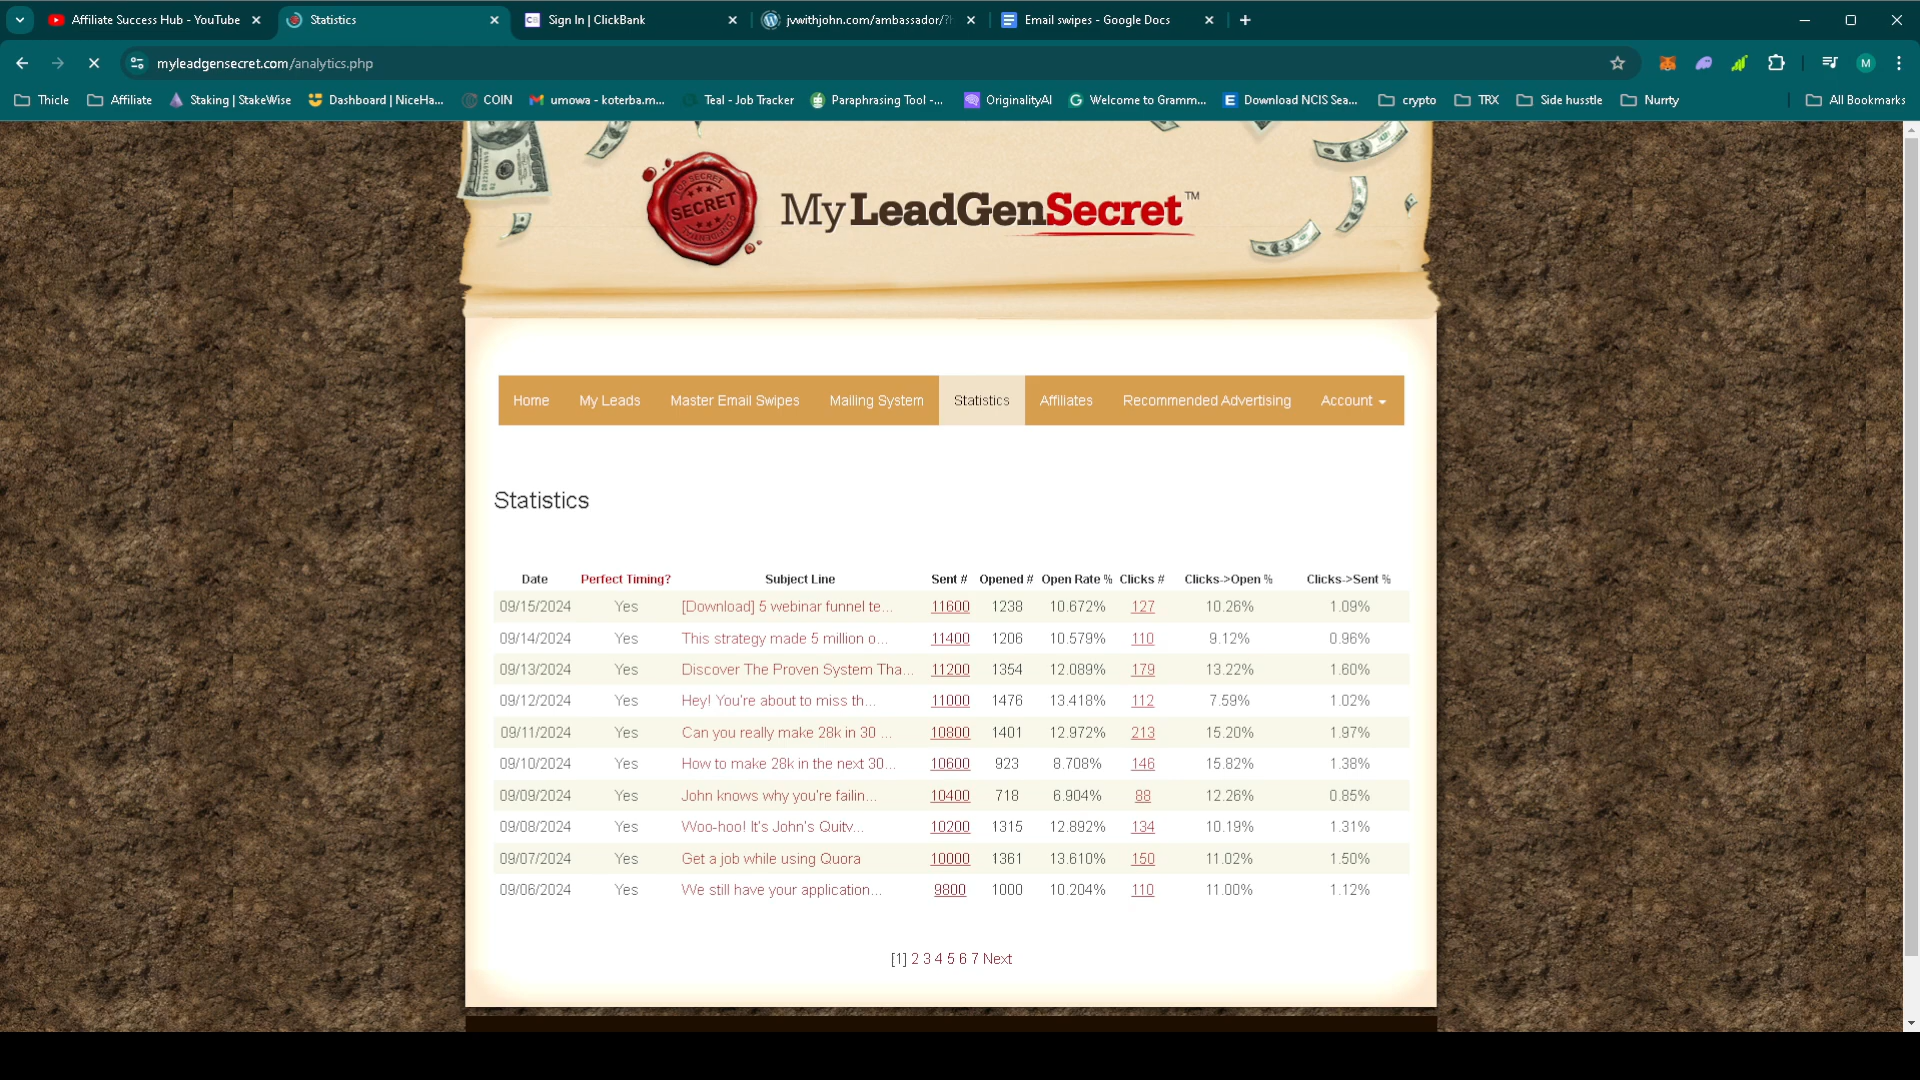 Affiliate Success Hub - YouTube
Statistics
Sign In | ClickBank
jvwithjohn.com/ambassador/?
Email swipes - Google Docs
myleadgensecret.com/analytics.php
M
Thicle
Affiliate
Staking | StakeWise
Dashboard | NiceHa...
COIN
umowa - koterba.m...
Teal - Job Tracker
Paraphrasing Tool -...
OriginalityAI
Welcome to Gramm...
Download NCIS Sea...
crypto
TRX
Side husstle
Nurrty
All Bookmarks
TOP SECRET
SECRET
MyLeadGenSecret™
Home My Leads Master Email Swipes Mailing System Statistics Affiliates Recommended Advertising Account
Statistics
Date Perfect Timing? Subject Line Sent # Opened # Open Rate % Clicks # Clicks->Open % Clicks->Sent %
09/15/2024 Yes [Download] 5 webinar funnel te... 11600 1238 10.672% 127 10.26% 1.09%
09/14/2024 Yes This strategy made 5 million o... 11400 1206 10.579% 110 9.12% 0.96%
09/13/2024 Yes Discover The Proven System Tha... 11200 1354 12.089% 179 13.22% 1.60%
09/12/2024 Yes Hey! You're about to miss th... 11000 1476 13.418% 112 7.59% 1.02%
09/11/2024 Yes Can you really make 28k in 30 ... 10800 1401 12.972% 213 15.20% 1.97%
09/10/2024 Yes How to make 28k in the next 30... 10600 923 8.708% 146 15.82% 1.38%
09/09/2024 Yes John knows why you're failin... 10400 718 6.904% 88 12.26% 0.85%
09/08/2024 Yes Woo-hoo! It's John's Quitv... 10200 1315 12.892% 134 10.19% 1.31%
09/07/2024 Yes Get a job while using Quora 10000 1361 13.610% 150 11.02% 1.50%
09/06/2024 Yes We still have your application... 9800 1000 10.204% 110 11.00% 1.12%
[1] 2 3 4 5 6 7 Next